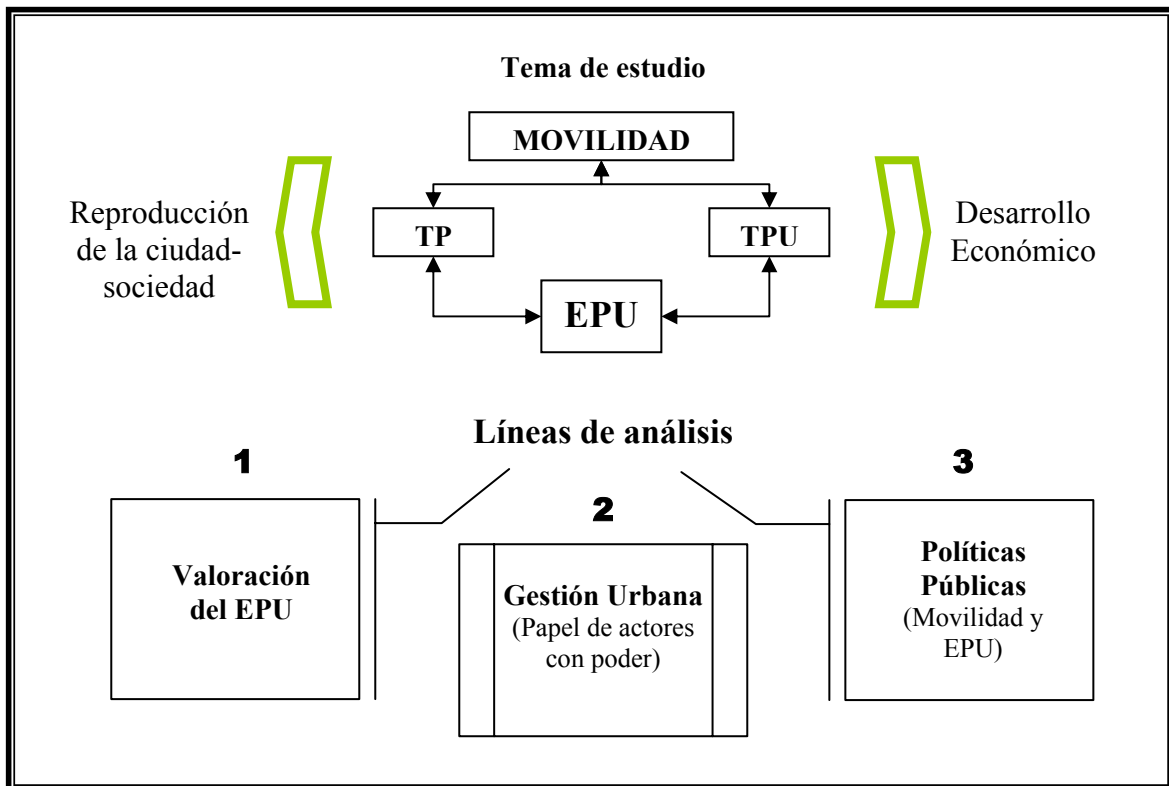 Tema de estudio
MOVILIDAD
Reproducción
de la ciudad-
sociedad
TP
TPU
Desarrollo
Económico
EPU
Líneas de análisis
1
Valoración
del EPU
2
Gestión Urbana
(Papel de actores
con poder)
3
Políticas
Públicas
(Movilidad y
EPU)